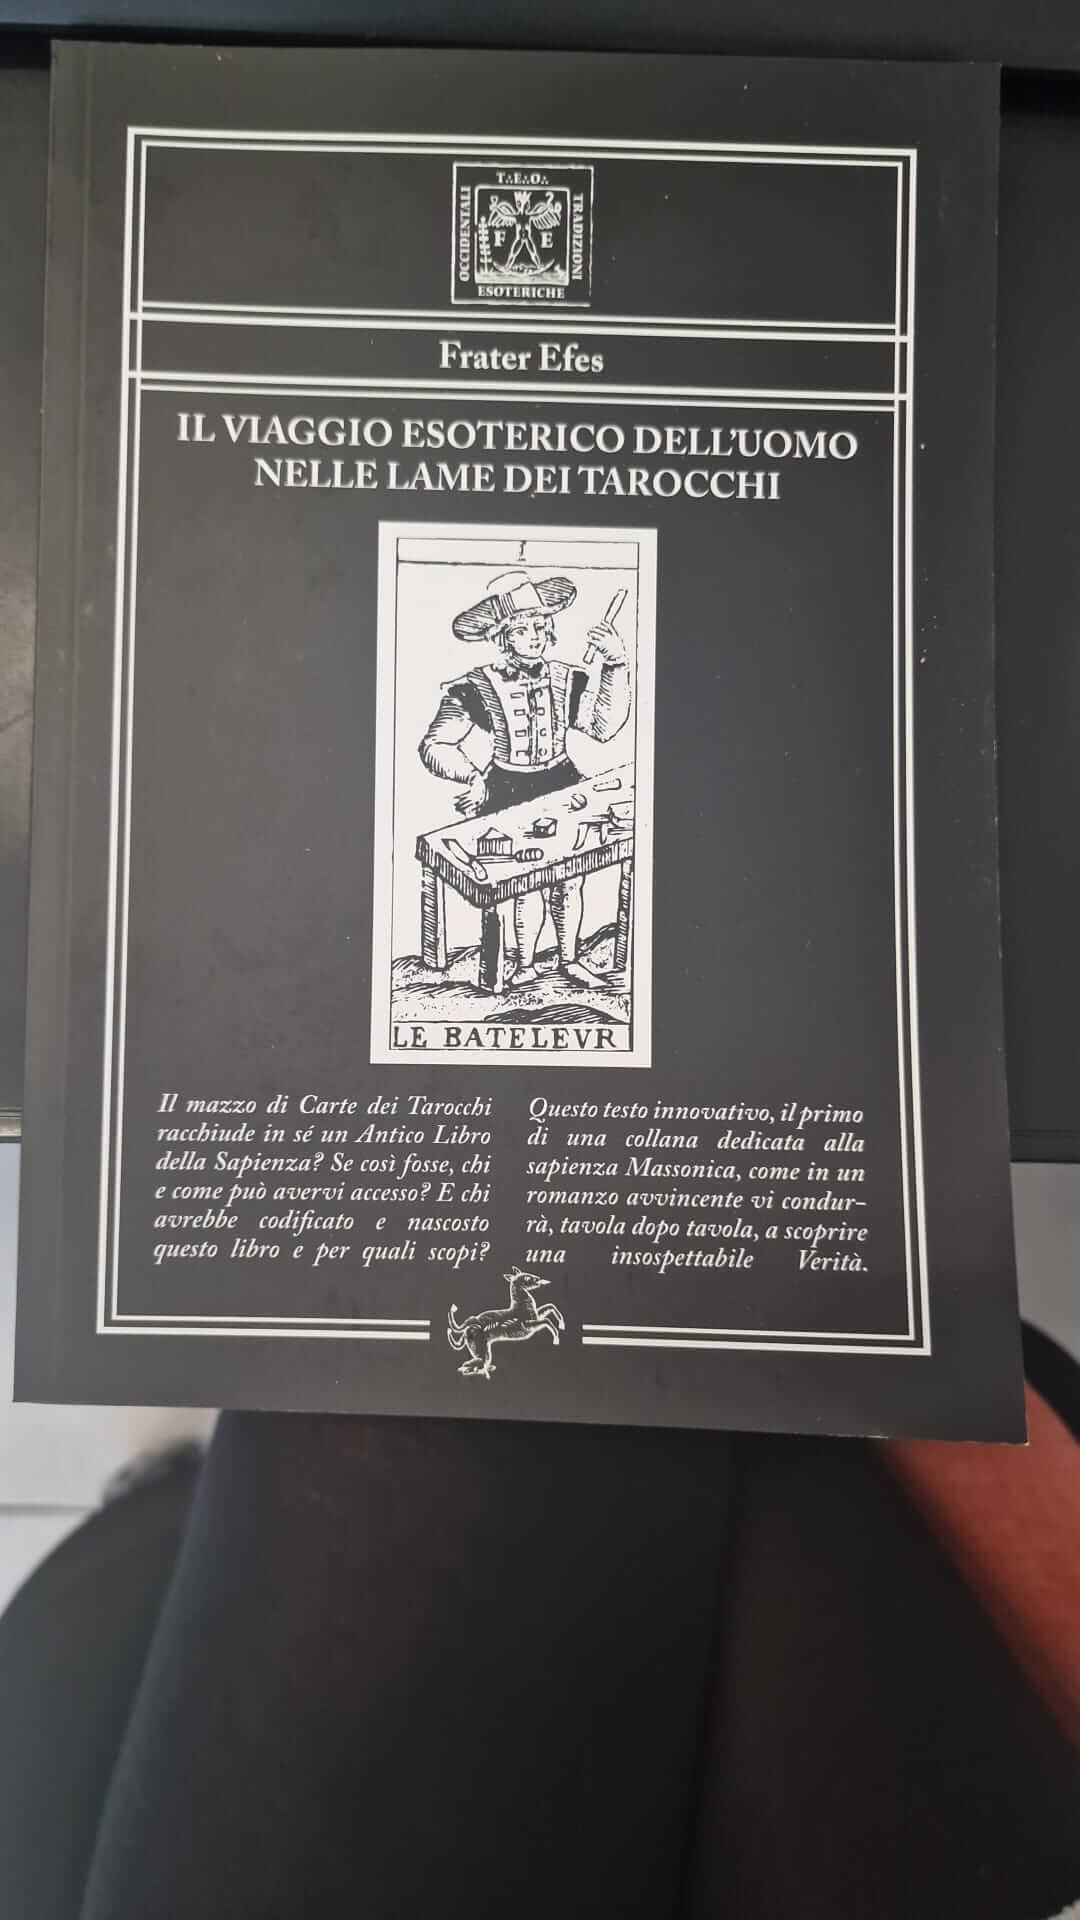 T∴E∴O∴
OCCIDENTALI
TRADIZIONI
F E
ESOTERICHE
Frater Efes
IL VIAGGIO ESOTERICO DELL'UOMO
NELLE LAME DEI TAROCCHI
I
LE BATELEVR
Il mazzo di Carte dei Tarocchi
racchiude in sé un Antico Libro
della Sapienza? Se così fosse, chi
e come può avervi accesso? E chi
avrebbe codificato e nascosto
questo libro e per quali scopi?
Questo testo innovativo, il primo
di una collana dedicata alla
sapienza Massonica, come in un
romanzo avvincente vi condur-
rà, tavola dopo tavola, a scoprire
una insospettabile Verità.